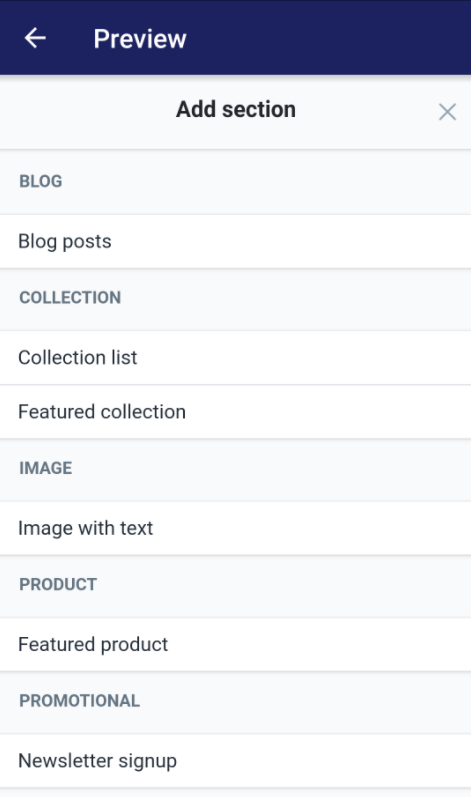 Preview
Add section
BLOG
Blog posts
COLLECTION
Collection list
Featured collection
IMAGE
Image with text
PRODUCT
Featured product
PROMOTIONAL
Newsletter signup